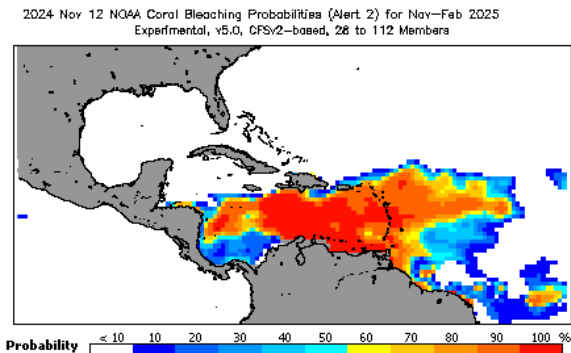 2024 Nov 12 NOAA Coral Bleaching Probabilities (Alert 2) for Nov-Feb 2025
Experimental, v5.0, CFSv2-based, 28 to 112 Members
Probability < 10 10 20 30 40 50 60 70 80 90 100 %